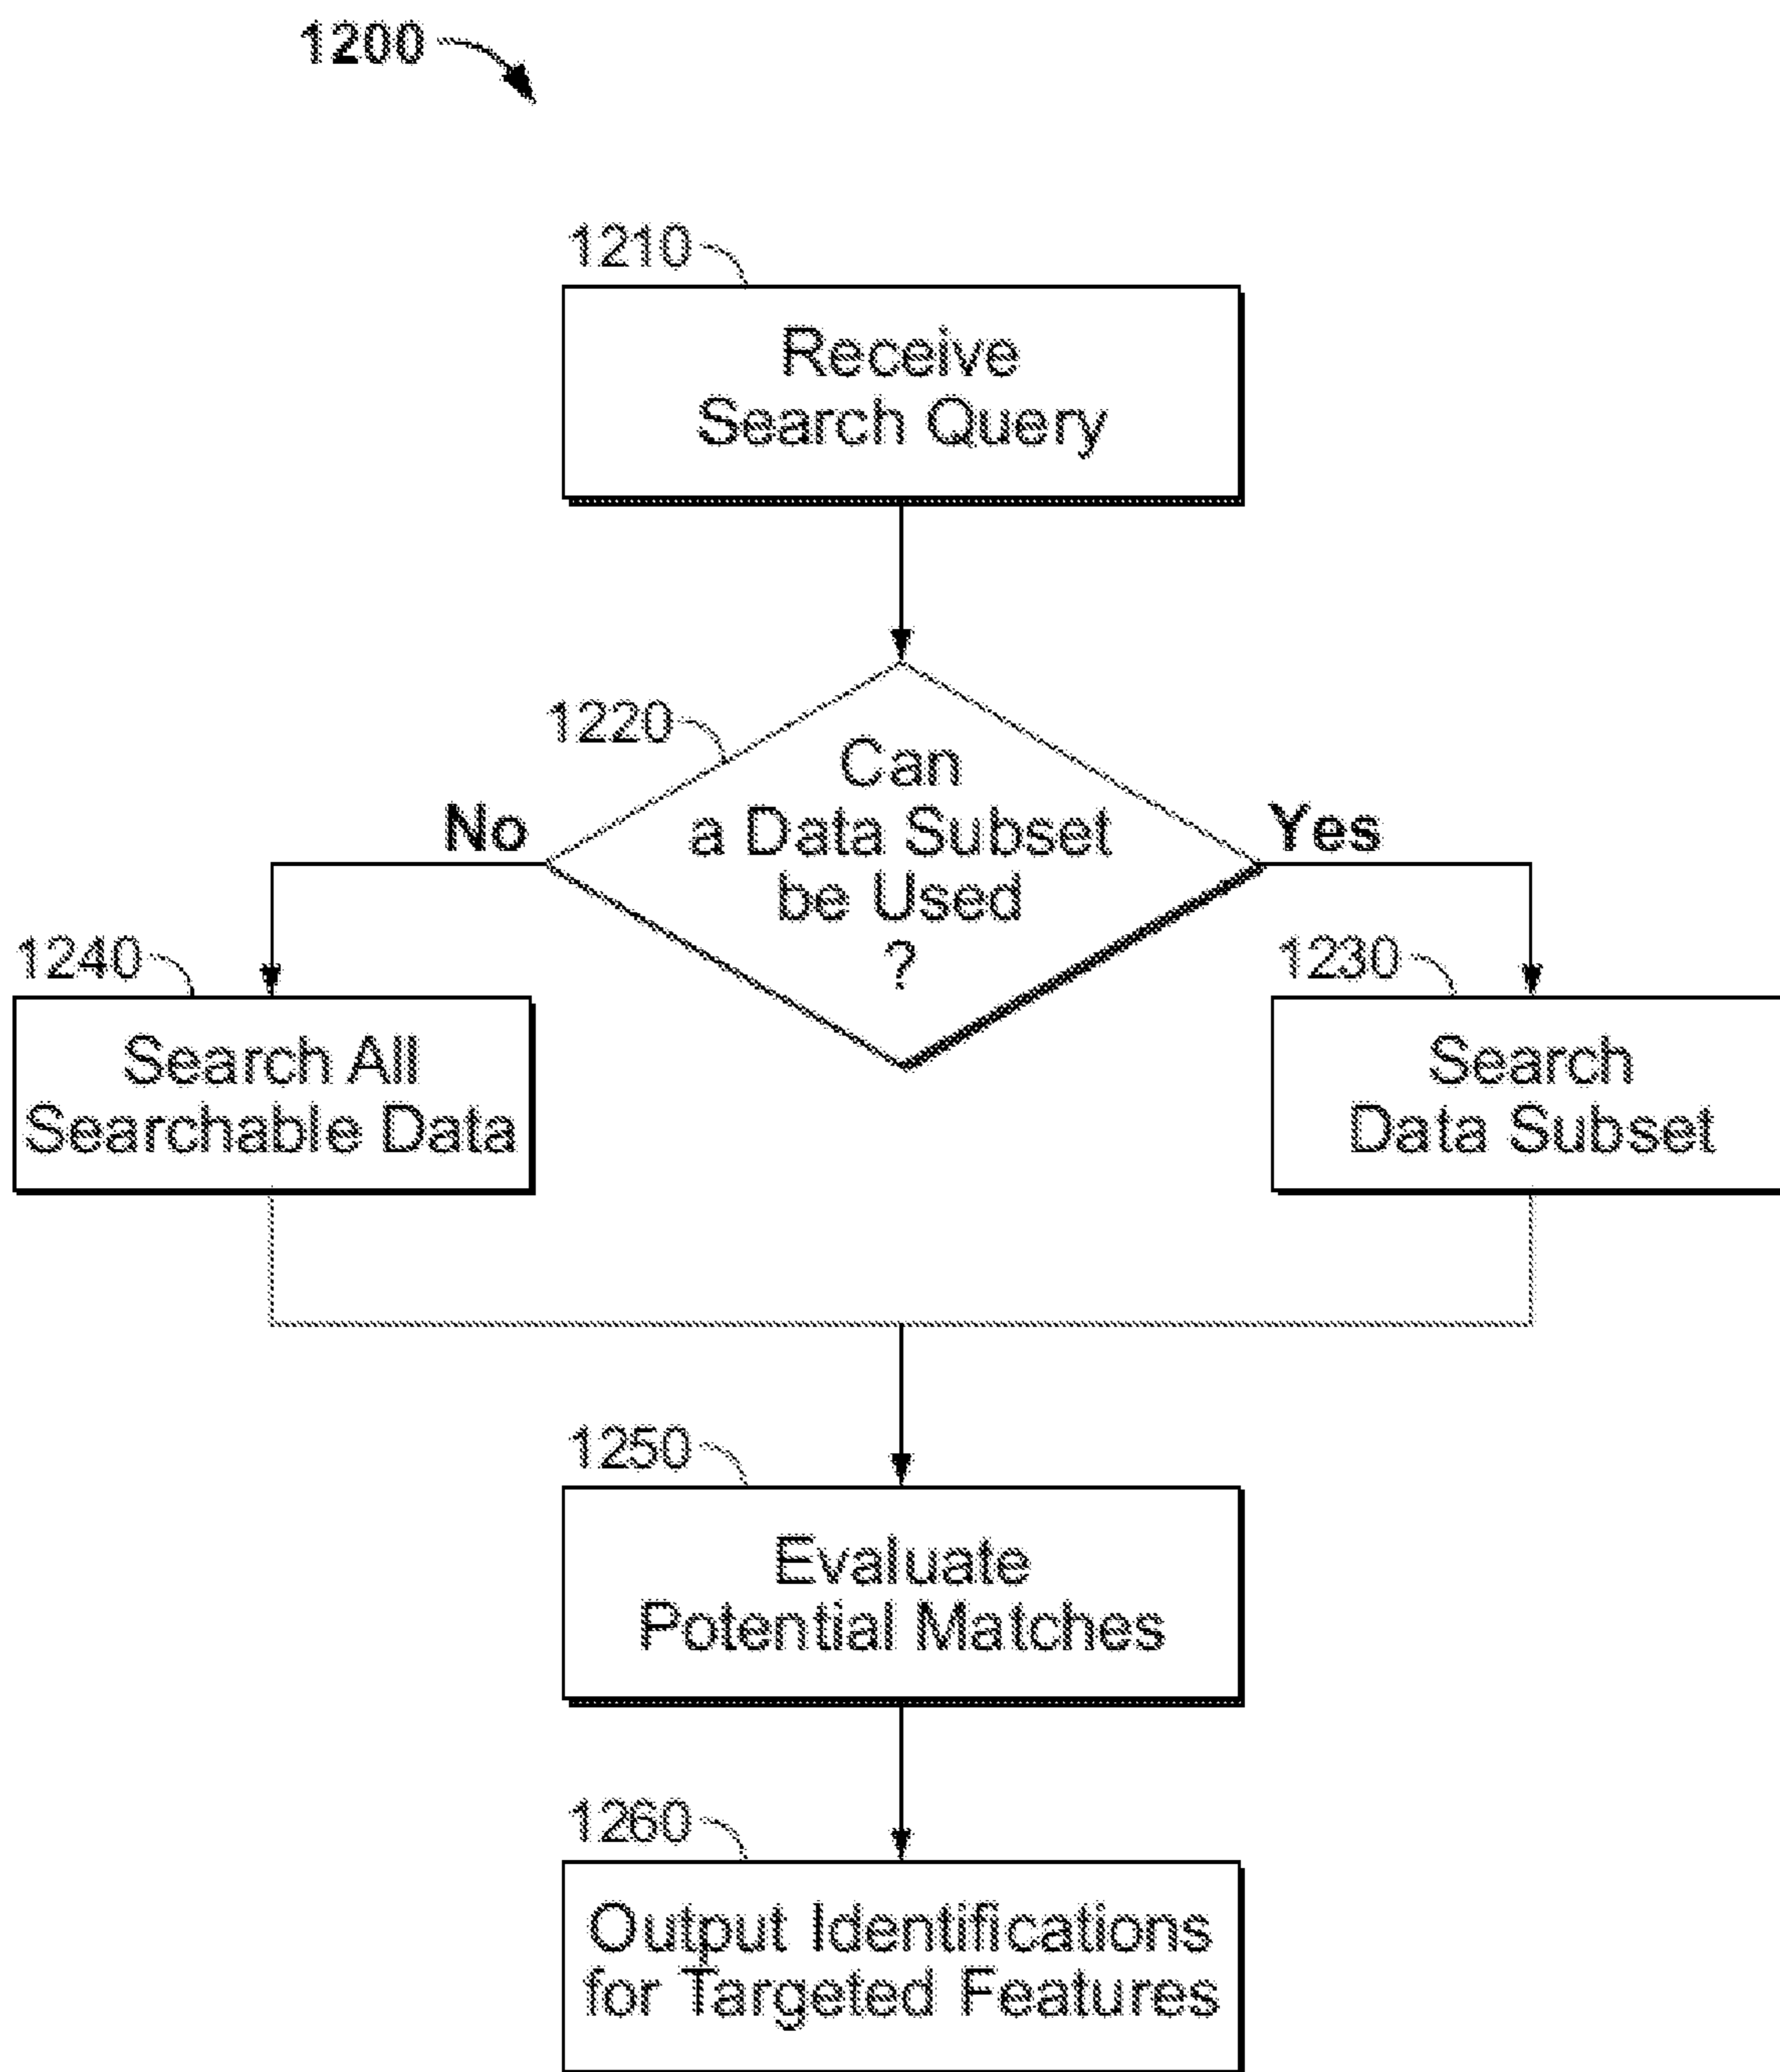 1200
1210
Receive
Search Query
1220
Can
a Data Subset
be Used
?
No
Yes
1240
Search All
Searchable Data
1230
Search
Data Subset
1250
Evaluate
Potential Matches
1260
Output Identifications
for Targeted Features